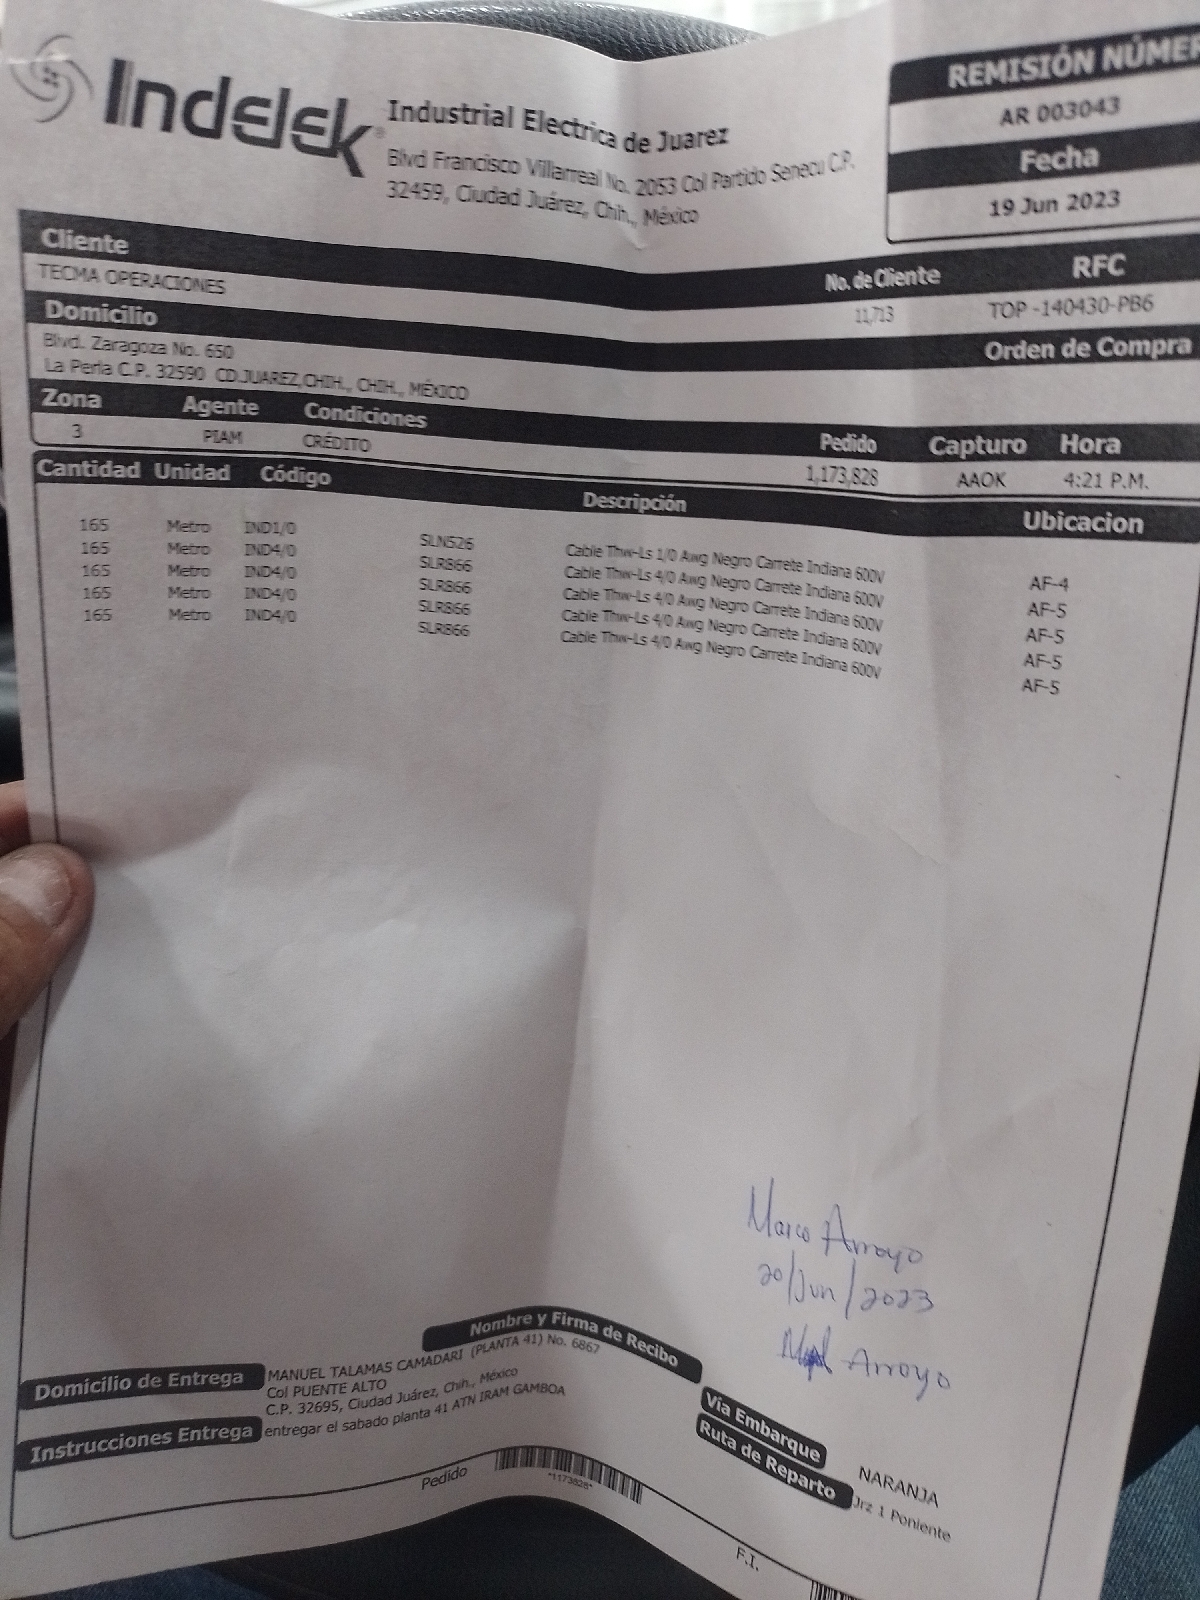 Indelek®
Industrial Electrica de Juarez
Blvd Francisco Villarreal No. 2053 Col Partido Senecu C.P.
32459, Ciudad Juárez, Chih., México
REMISIÓN NÚMER
AR 003043
Fecha
19 Jun 2023
Cliente No. de Cliente RFC
TECMA OPERACIONES 11,713 TOP -140430-PB6
Domicilio Orden de Compra
Blvd. Zaragoza No. 650
La Perla C.P. 32590 CD.JUAREZ,CHIH., CHIH., MÉXICO
Zona Agente Condiciones Pedido Capturo Hora
3 PIAM CRÉDITO 1,173,828 AAOK 4:21 P.M.
Cantidad Unidad Código Descripción Ubicacion
165 Metro IND1/0 SLN526 Cable Thw-Ls 1/0 Awg Negro Carrete Indiana 600V AF-4
165 Metro IND4/0 SLR866 Cable Thw-Ls 4/0 Awg Negro Carrete Indiana 600V AF-5
165 Metro IND4/0 SLR866 Cable Thw-Ls 4/0 Awg Negro Carrete Indiana 600V AF-5
165 Metro IND4/0 SLR866 Cable Thw-Ls 4/0 Awg Negro Carrete Indiana 600V AF-5
165 Metro IND4/0 SLR866 Cable Thw-Ls 4/0 Awg Negro Carrete Indiana 600V AF-5
Marco Arroyo
20/Jun/2023
Arroyo
Nombre y Firma de Recibo
Domicilio de Entrega MANUEL TALAMAS CAMADARI (PLANTA 41) No. 6867
Col PUENTE ALTO
C.P. 32695, Ciudad Juárez, Chih., México
Instrucciones Entrega entregar el sabado planta 41 ATN IRAM GAMBOA
Via Embarque NARANJA
Ruta de Reparto Jrz 1 Poniente
Pedido *1173828*
F.I.